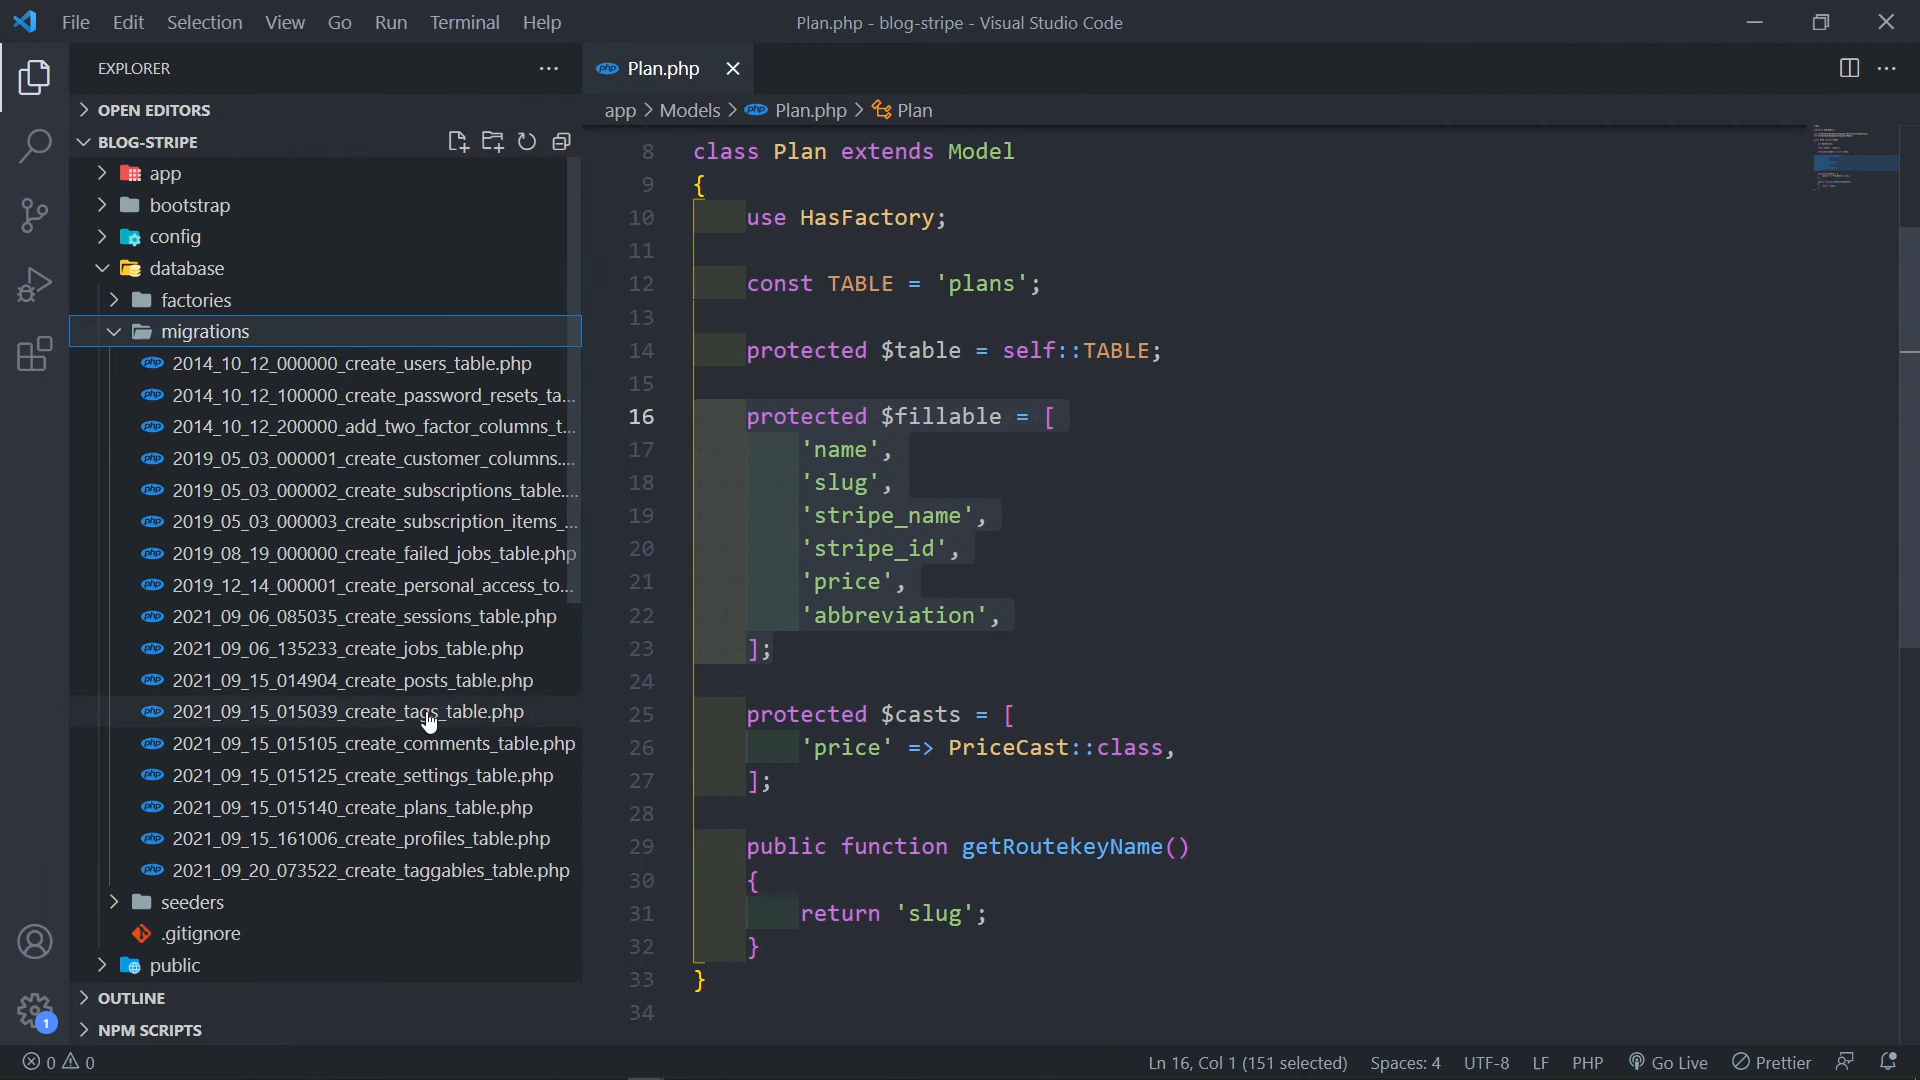 File Edit Selection View Go Run Terminal Help
Plan.php - blog-stripe - Visual Studio Code
EXPLORER
OPEN EDITORS
BLOG-STRIPE
app
bootstrap
config
database
factories
migrations
2014_10_12_000000_create_users_table.php
2014_10_12_100000_create_password_resets_ta...
2014_10_12_200000_add_two_factor_columns_t...
2019_05_03_000001_create_customer_columns....
2019_05_03_000002_create_subscriptions_table....
2019_05_03_000003_create_subscription_items_...
2019_08_19_000000_create_failed_jobs_table.php
2019_12_14_000001_create_personal_access_to...
2021_09_06_085035_create_sessions_table.php
2021_09_06_135233_create_jobs_table.php
2021_09_15_014904_create_posts_table.php
2021_09_15_015039_create_tags_table.php
2021_09_15_015105_create_comments_table.php
2021_09_15_015125_create_settings_table.php
2021_09_15_015140_create_plans_table.php
2021_09_15_161006_create_profiles_table.php
2021_09_20_073522_create_taggables_table.php
seeders
.gitignore
public
OUTLINE
NPM SCRIPTS
1
php Plan.php
app > Models > php Plan.php > Plan
8 class Plan extends Model
9 {
10 use HasFactory;
11
12 const TABLE = 'plans';
13
14 protected $table = self::TABLE;
15
16 protected $fillable = [
17 'name',
18 'slug',
19 'stripe_name',
20 'stripe_id',
21 'price',
22 'abbreviation',
23 ];
24
25 protected $casts = [
26 'price' => PriceCast::class,
27 ];
28
29 public function getRoutekeyName()
30 {
31 return 'slug';
32 }
33 }
34
0 0
Ln 16, Col 1 (151 selected) Spaces: 4 UTF-8 LF PHP Go Live Prettier